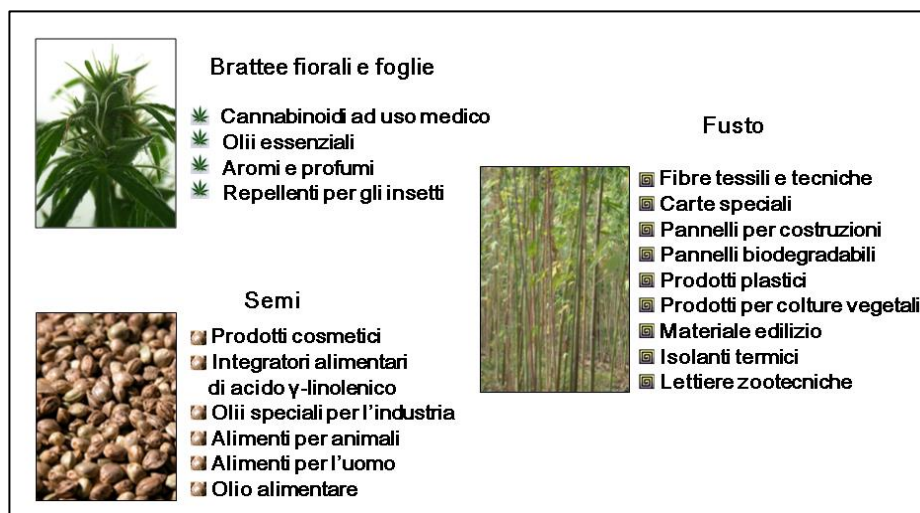 Brattee fiorali e foglie
Cannabinoidi ad uso medico
Olii essenziali
Aromi e profumi
Repellenti per gli insetti
Semi
Prodotti cosmetici
Integratori alimentari
di acido γ-linolenico
Olii speciali per l'industria
Alimenti per animali
Alimenti per l'uomo
Olio alimentare
Fusto
Fibre tessili e tecniche
Carte speciali
Pannelli per costruzioni
Pannelli biodegradabili
Prodotti plastici
Prodotti per colture vegetali
Materiale edilizio
Isolanti termici
Lettiere zootecniche